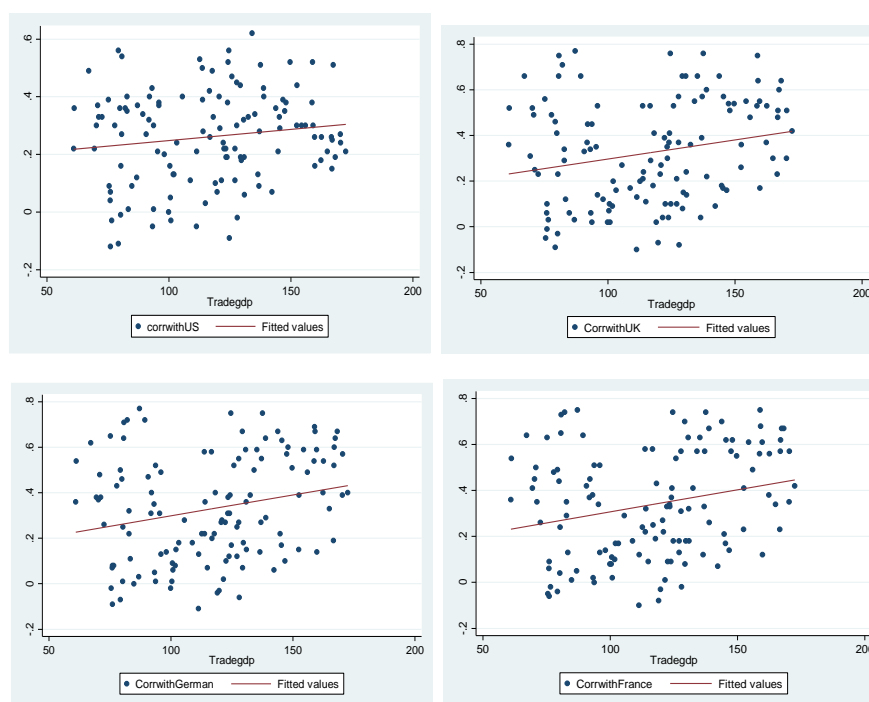 .6
.4
.2
0
-.2
50 100 150 200
Tradegdp
corrwithUS Fitted values
.8
.6
.4
.2
0
-.2
50 100 150 200
Tradegdp
CorrwithUK Fitted values
.8
.6
.4
.2
0
-.2
50 100 150 200
Tradegdp
CorrwithGerman Fitted values
.8
.6
.4
.2
0
-.2
50 100 150 200
Tradegdp
CorrwithFrance Fitted values